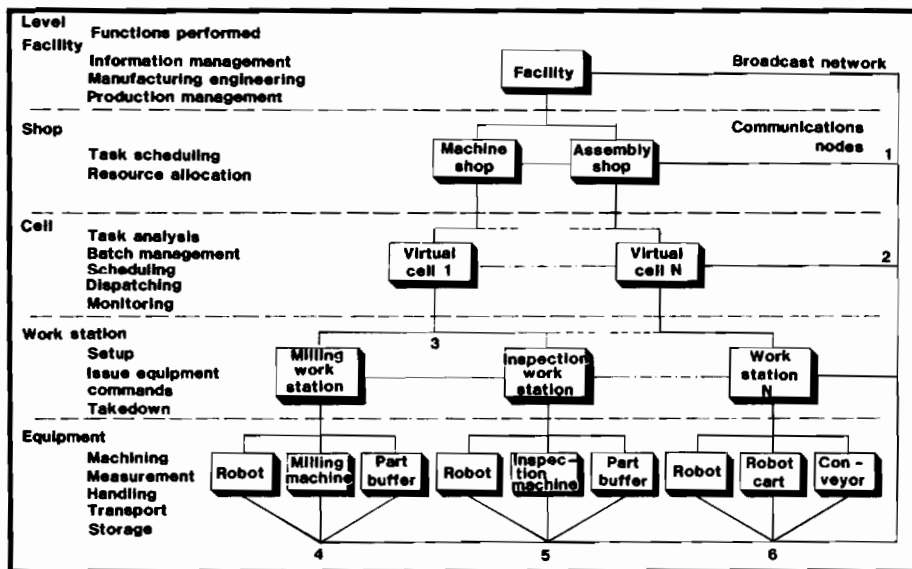 Level
Functions performed
Facility
Information management
Manufacturing engineering
Production management
Facility
Broadcast network
Shop
Task scheduling
Resource allocation
Machine
shop
Assembly
shop
Communications
nodes
1
Cell
Task analysis
Batch management
Scheduling
Dispatching
Monitoring
Virtual
cell 1
Virtual
cell N
2
Work station
Setup
Issue equipment
commands
Takedown
3
Milling
work
station
Inspection
work
station
Work
station
N
Equipment
Machining
Measurement
Handling
Transport
Storage
Robot
Milling
machine
Part
buffer
Robot
Inspec-
tion
machine
Part
buffer
Robot
Robot
cart
Con-
veyor
4
5
6